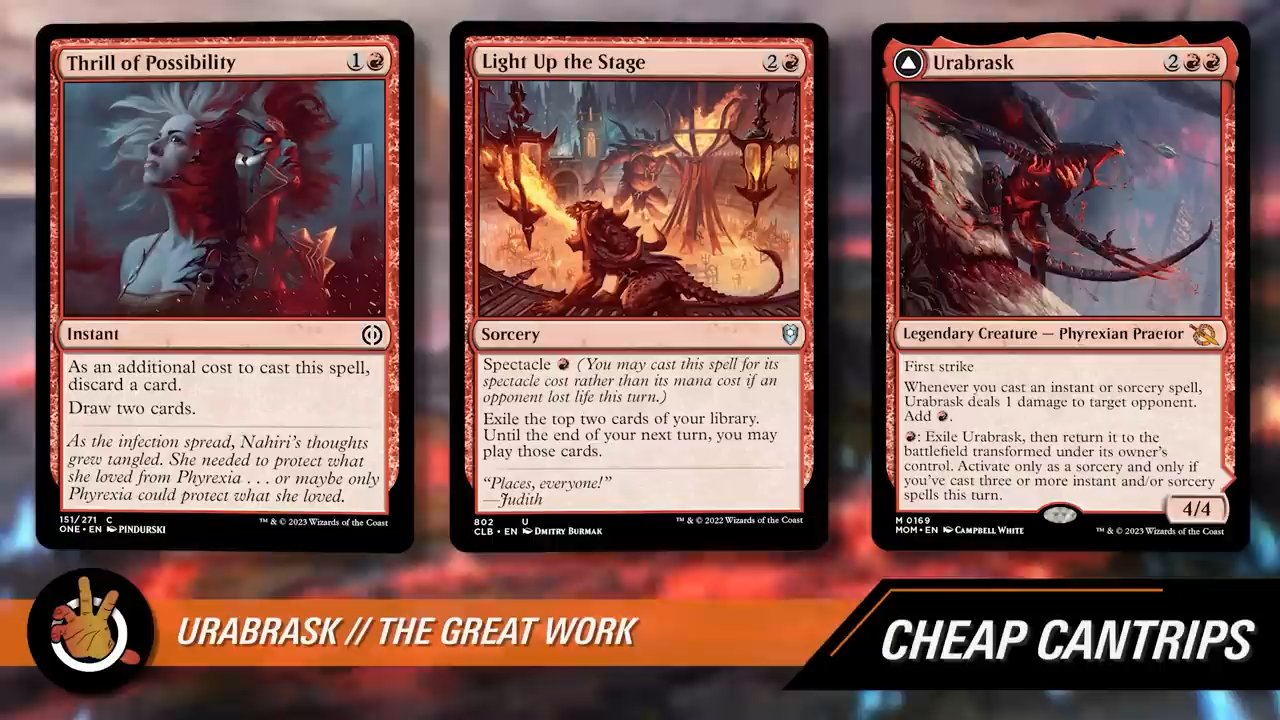 Thrill of Possibility
1
Instant
As an additional cost to cast this spell,
discard a card.
Draw two cards.
As the infection spread, Nahiri's thoughts
grew tangled. She needed to protect what
she loved from Phyrexia . . . or maybe only
Phyrexia could protect what she loved.
151/271 C
ONE • EN PINDURSKI
™ & © 2023 Wizards of the Coast
Light Up the Stage
2
Sorcery
Spectacle (You may cast this spell for its
spectacle cost rather than its mana cost if an
opponent lost life this turn.)
Exile the top two cards of your library.
Until the end of your next turn, you may
play those cards.
“Places, everyone!”
—Judith
802 U
CLB • EN DMITRY BURMAK
™ & © 2022 Wizards of the Coast
Urabrask
2
Legendary Creature — Phyrexian Praetor
First strike
Whenever you cast an instant or sorcery spell,
Urabrask deals 1 damage to target opponent.
Add .
: Exile Urabrask, then return it to the
battlefield transformed under its owner's
control. Activate only as a sorcery and only if
you've cast three or more instant and/or sorcery
spells this turn.
4/4
M 0169
MOM • EN CAMPBELL WHITE
™ & © 2023 Wizards of the Coast
URABRASK // THE GREAT WORK
CHEAP CANTRIPS